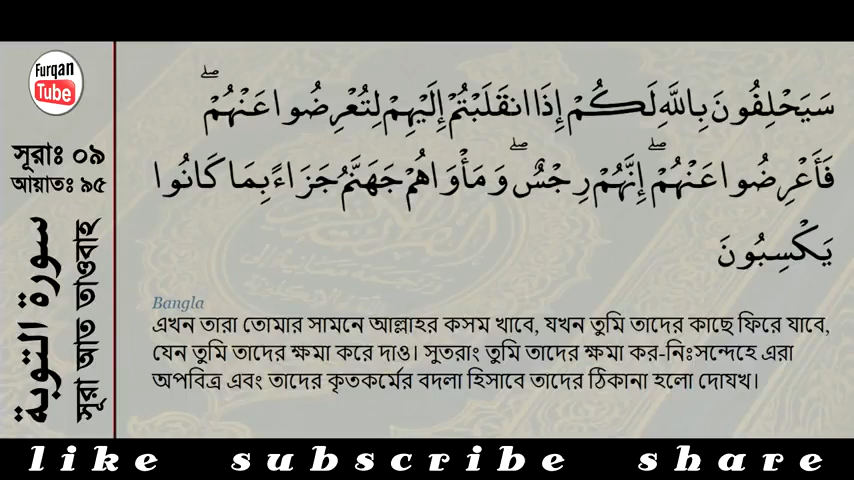 Furqan
Tube
সূরাঃ ০৯
আয়াতঃ ৯৫
سورة التوبة
সূরা আত তাওবাহ
سَيَحْلِفُونَ بِاللَّهِ لَكُمْ إِذَا انقَلَبْتُمْ إِلَيْهِمْ لِتُعْرِضُوا عَنْهُمْ ۖ
فَأَعْرِضُوا عَنْهُمْ ۖ إِنَّهُمْ رِجْسٌ ۖ وَمَأْوَاهُمْ جَهَنَّمُ جَزَاءً بِمَا كَانُوا
يَكْسِبُونَ
Bangla
এখন তারা তোমার সামনে আল্লাহর কসম খাবে, যখন তুমি তাদের কাছে ফিরে যাবে,
যেন তুমি তাদের ক্ষমা করে দাও। সুতরাং তুমি তাদের ক্ষমা কর-নিঃসন্দেহে এরা
অপবিত্র এবং তাদের কৃতকর্মের বদলা হিসাবে তাদের ঠিকানা হলো দোযখ।
like subscribe share